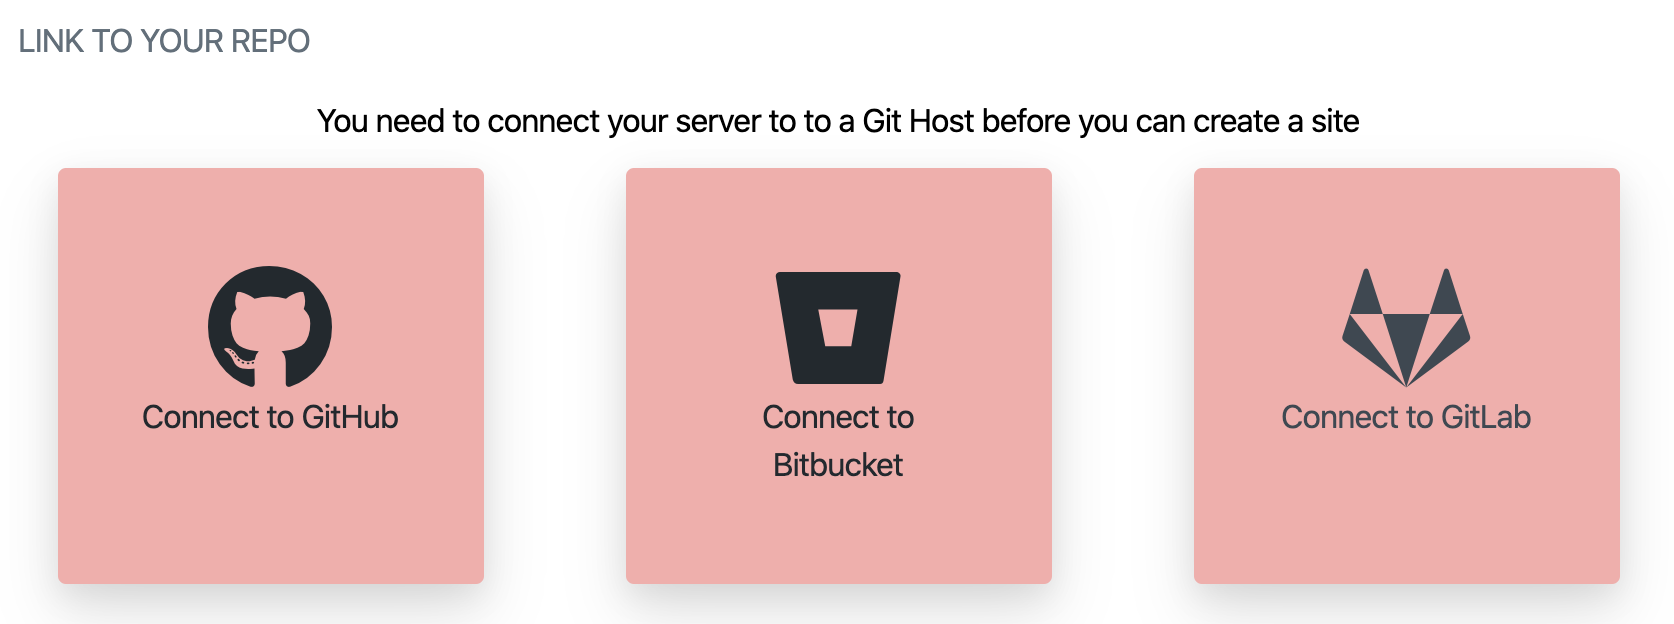 LINK TO YOUR REPO
You need to connect your server to to a Git Host before you can create a site
Connect to GitHub
Connect to
Bitbucket
Connect to GitLab